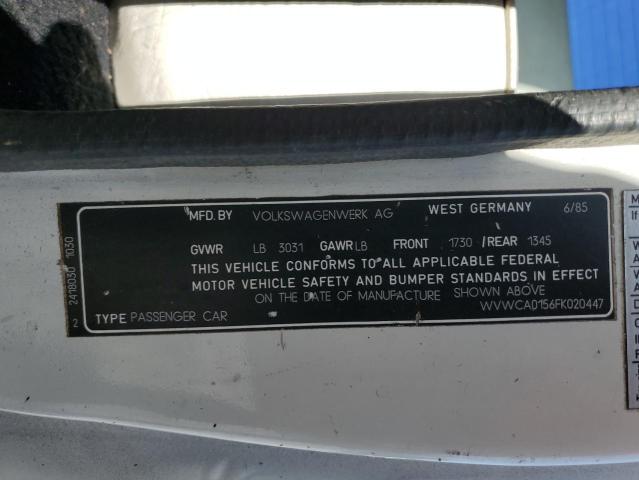 MFD.BY VOLKSWAGENWERK AG WEST GERMANY 6/85
GVWR LB 3031 GAWR LB FRONT 1730 /REAR 1345
THIS VEHICLE CONFORMS TO ALL APPLICABLE FEDERAL
MOTOR VEHICLE SAFETY AND BUMPER STANDARDS IN EFFECT
ON THE DATE OF MANUFACTURE SHOWN ABOVE
WVWCA0156FK020447
TYPE PASSENGER CAR
2 2418030 1030